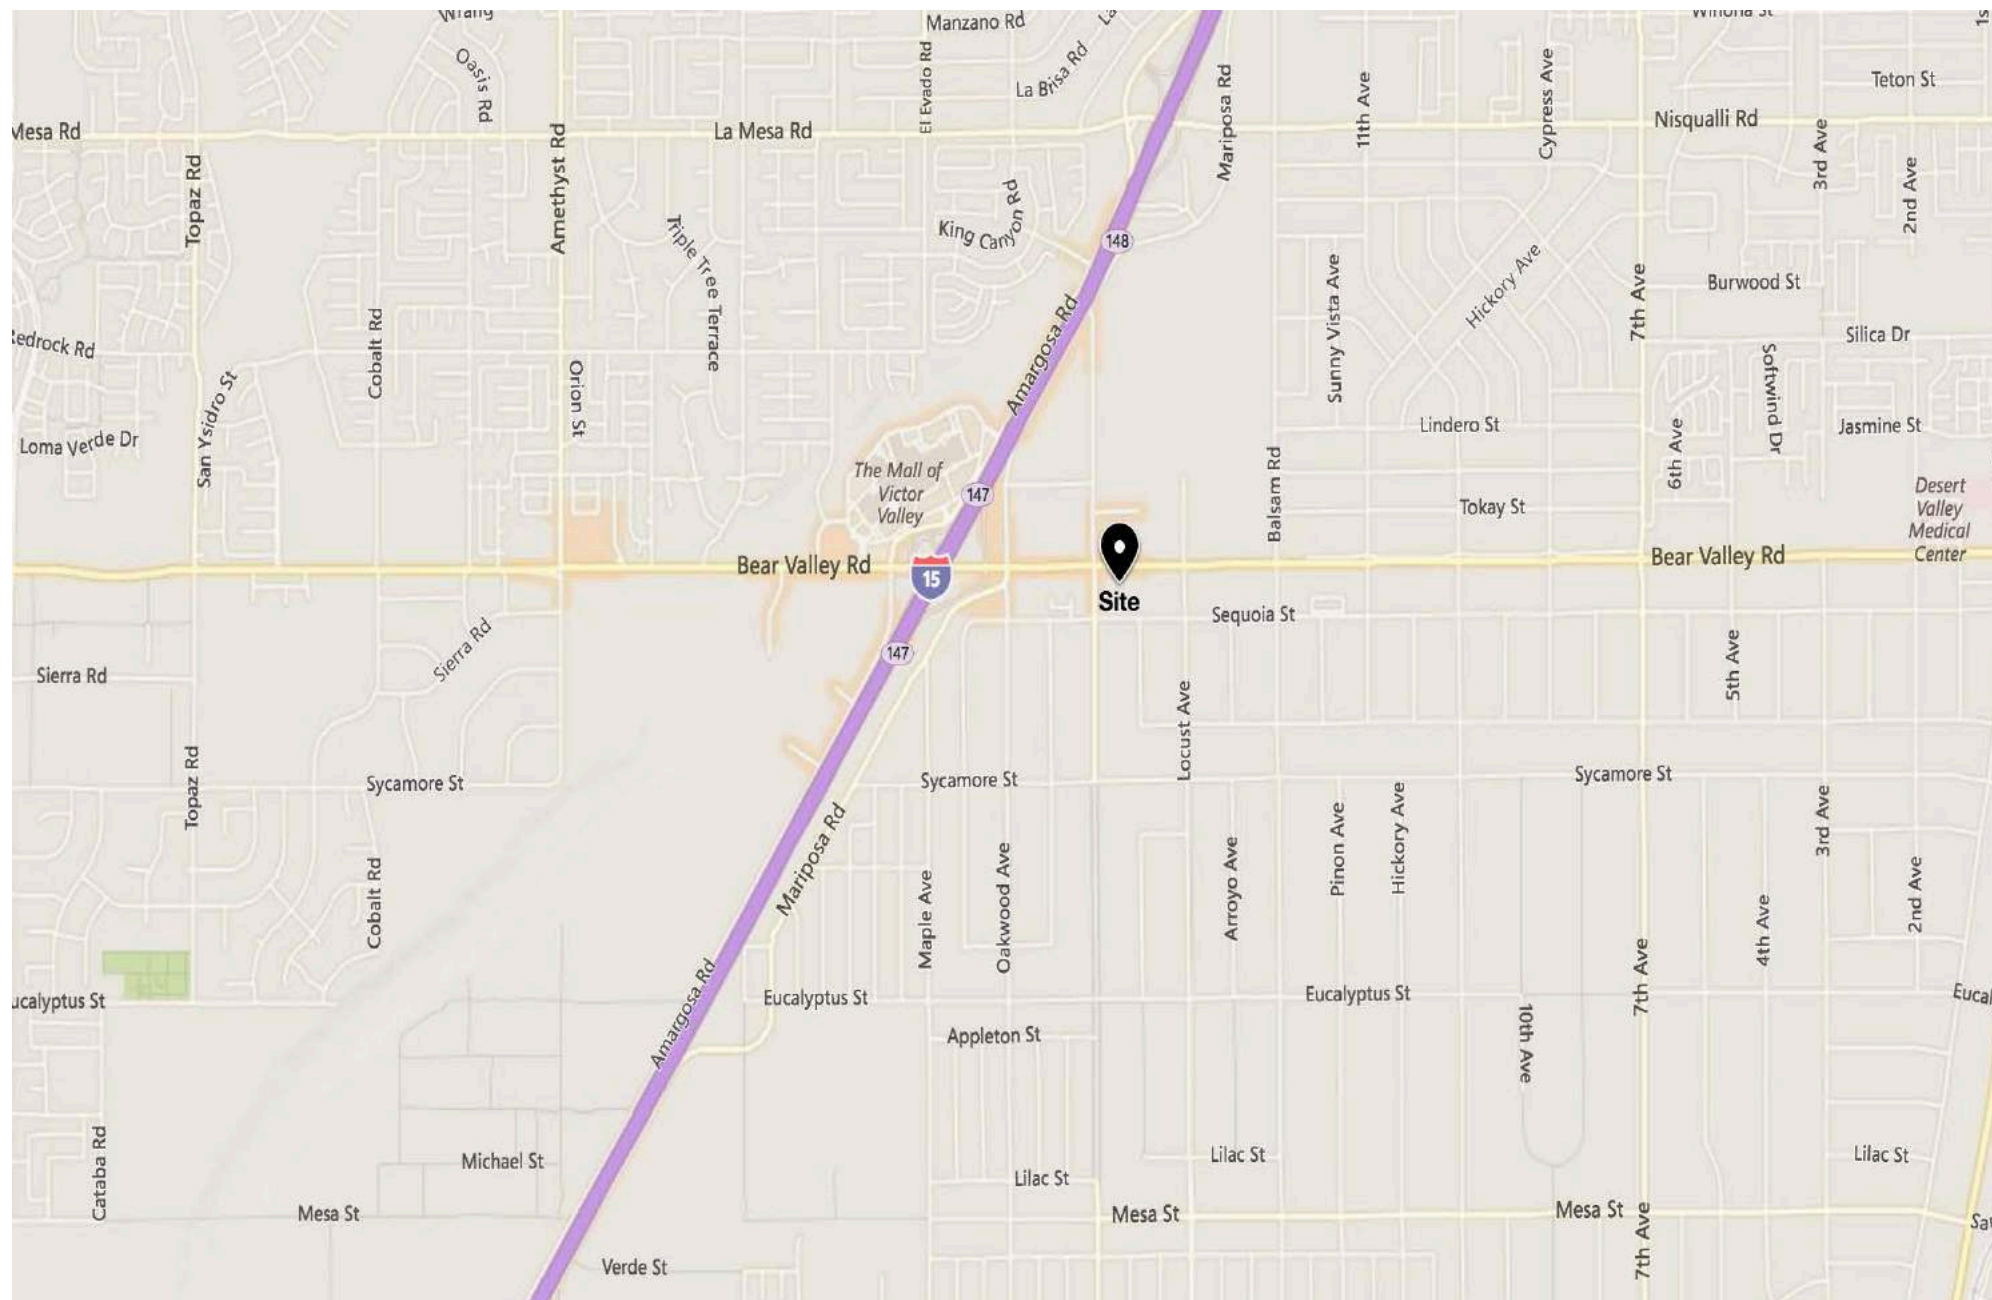 Manzano Rd
Oasis Rd
El Evado Rd
La Brisa Rd
Mariposa Rd
11th Ave
Cypress Ave
Teton St
Nisqualli Rd
Mesa Rd
La Mesa Rd
Topaz Rd
Amethyst Rd
3rd Ave
2nd Ave
King Canyon Rd
Triple Tree Terrace
148
Sunny Vista Ave
Hickory Ave
7th Ave
Burwood St
Silica Dr
Cobalt Rd
Amargosa Rd
San Ysidro St
Orion St
Softwind Dr
Lindero St
Jasmine St
Loma Verde Dr
6th Ave
The Mall of
Victor
Valley
147
Balsam Rd
Tokay St
Desert
Valley
Medical
Center
Bear Valley Rd
15
Bear Valley Rd
Site
Sequoia St
Sierra Rd
147
5th Ave
Sierra Rd
Locust Ave
Topaz Rd
Sycamore St
Sycamore St
Sycamore St
Mariposa Rd
Cobalt Rd
Maple Ave
Oakwood Ave
Arroyo Ave
Pinon Ave
Hickory Ave
3rd Ave
2nd Ave
4th Ave
7th Ave
Amargosa Rd
Eucalyptus St
Eucalyptus St
Appleton St
10th Ave
Cataba Rd
Michael St
Lilac St
Lilac St
Lilac St
Mesa St
Mesa St
Mesa St
7th Ave
Verde St